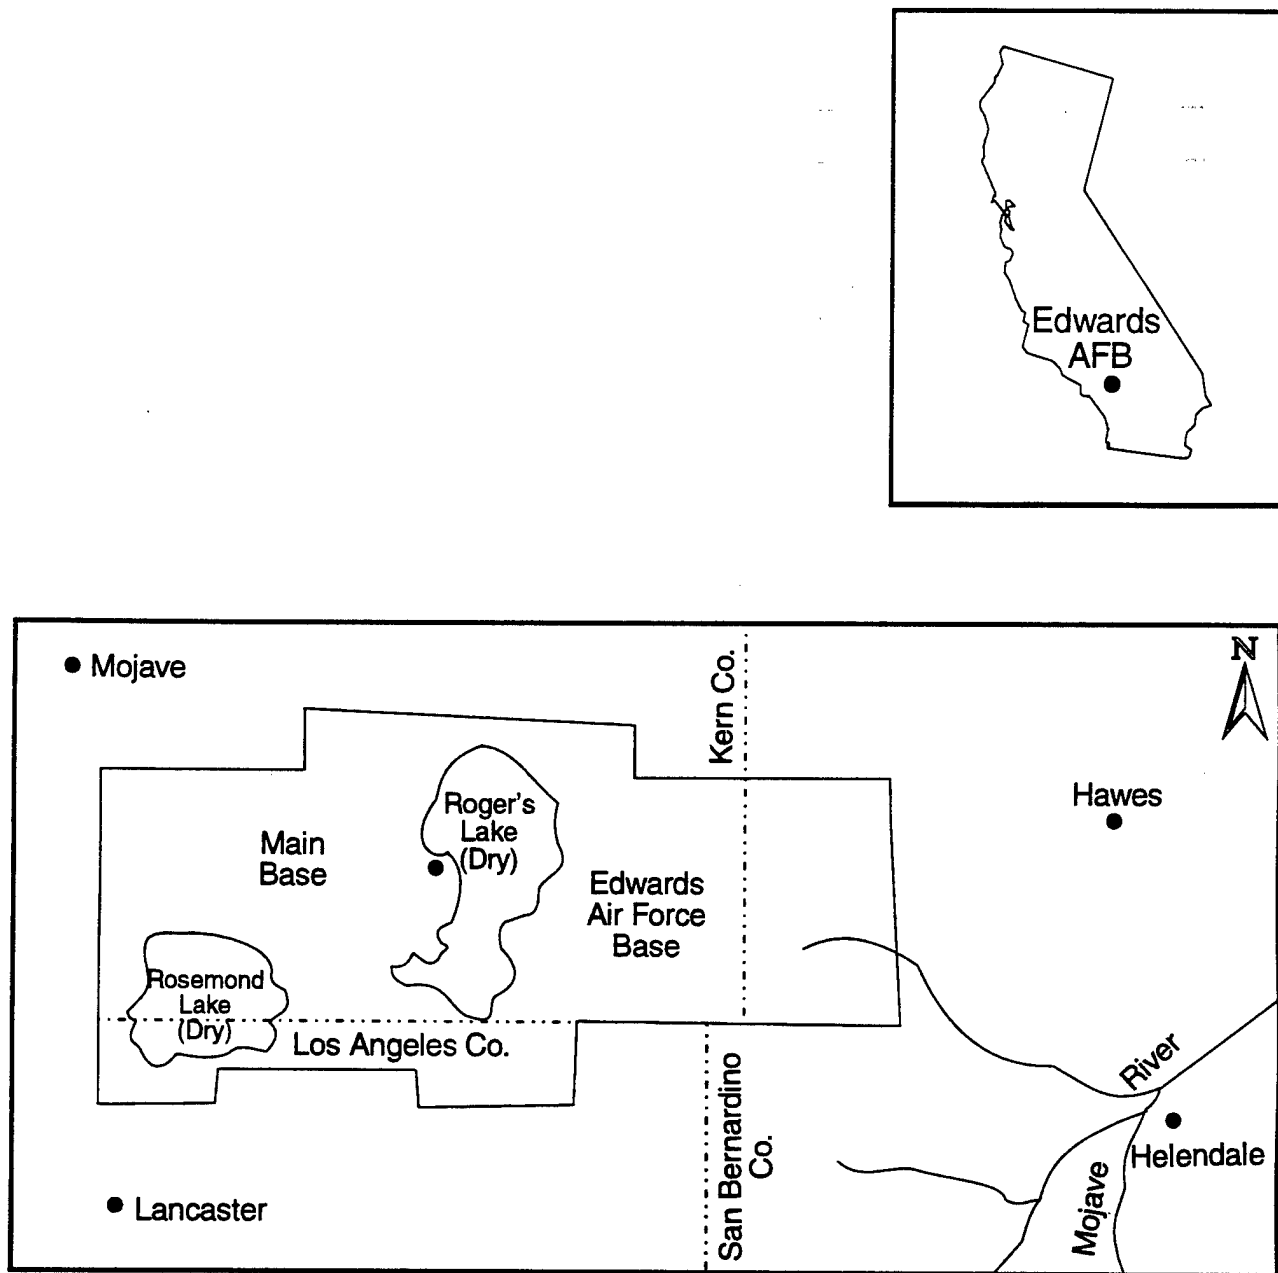 Edwards
AFB
N
Mojave
Kern Co.
Hawes
Roger's
Lake
(Dry)
Main
Base
Edwards
Air Force
Base
Rosemond
Lake
(Dry)
Los Angeles Co.
River
San Bernardino
Co.
Helendale
Mojave
Lancaster